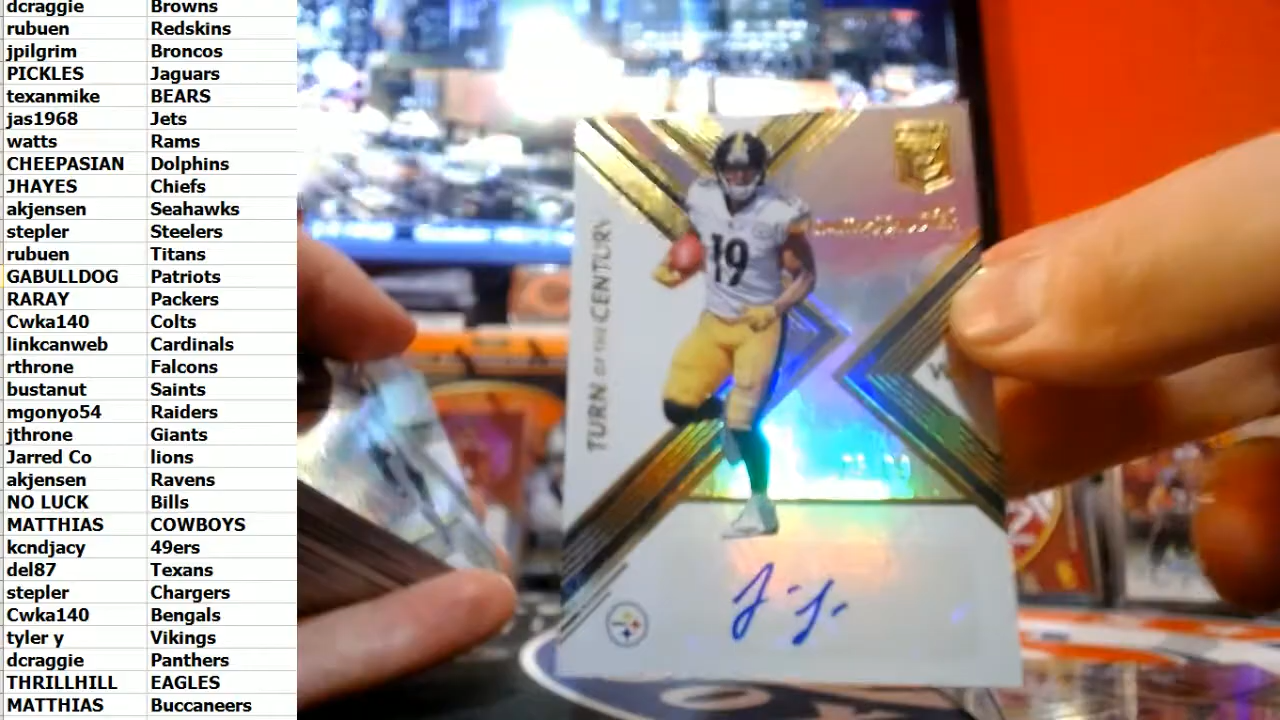 dcraggie Browns
rubuen Redskins
jpilgrim Broncos
PICKLES Jaguars
texanmike BEARS
jas1968 Jets
watts Rams
CHEEPASIAN Dolphins
JHAYES Chiefs
akjensen Seahawks
stepler Steelers
rubuen Titans
GABULLDOG Patriots
RARAY Packers
Cwka140 Colts
linkcanweb Cardinals
rthrone Falcons
bustanut Saints
mgonyo54 Raiders
jthrone Giants
Jarred Co lions
akjensen Ravens
NO LUCK Bills
MATTHIAS COWBOYS
kcndjacy 49ers
del87 Texans
stepler Chargers
Cwka140 Bengals
tyler y Vikings
dcraggie Panthers
THRILLHILL EAGLES
MATTHIAS Buccaneers
TURN OF THE CENTURY
19